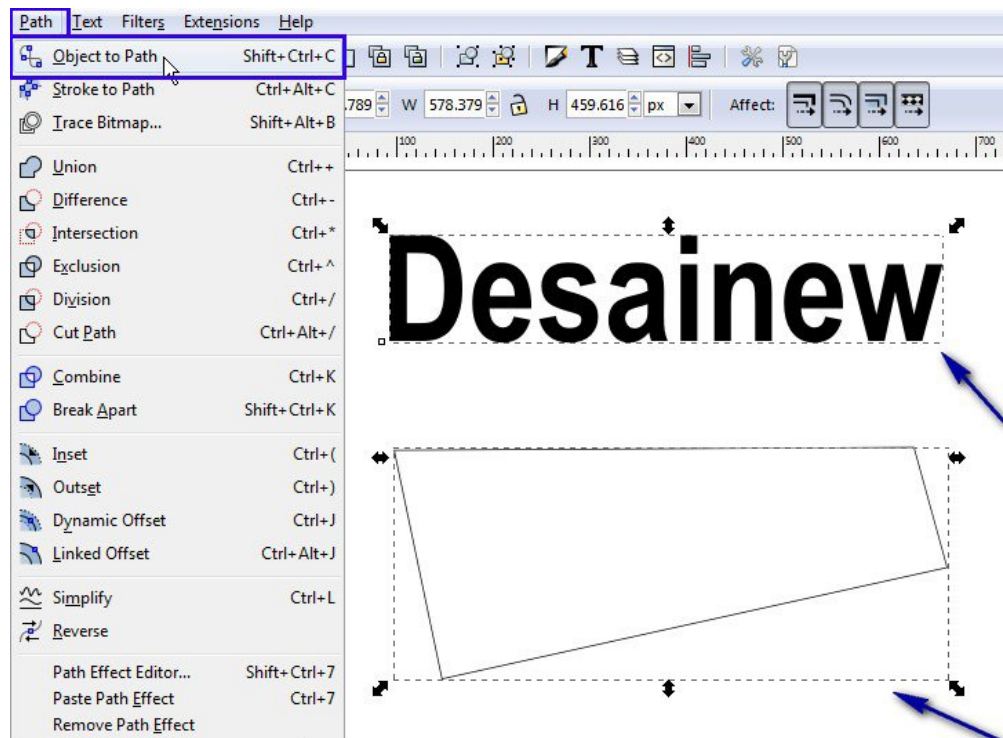 Path Text Filters Extensions Help
Object to Path Shift+Ctrl+C
Stroke to Path Ctrl+Alt+C
.789 W 578.379 H 459.616 px Affect:
Trace Bitmap... Shift+Alt+B
100 200 300 400 500 600 700
Union Ctrl++
Difference Ctrl+-
Intersection Ctrl+*
Exclusion Ctrl+^
Division Ctrl+/
Cut Path Ctrl+Alt+/
Desainew
Combine Ctrl+K
Break Apart Shift+Ctrl+K
Inset Ctrl+(
Outset Ctrl+)
Dynamic Offset Ctrl+J
Linked Offset Ctrl+Alt+J
Simplify Ctrl+L
Reverse
Path Effect Editor... Shift+Ctrl+7
Paste Path Effect Ctrl+7
Remove Path Effect